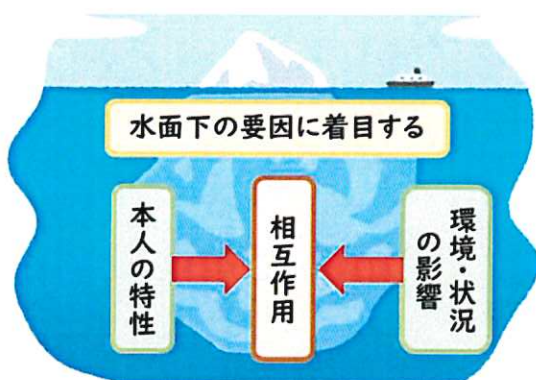 水面下の要因に着目する
本人の特性
相互作用
環境・状況
の影響